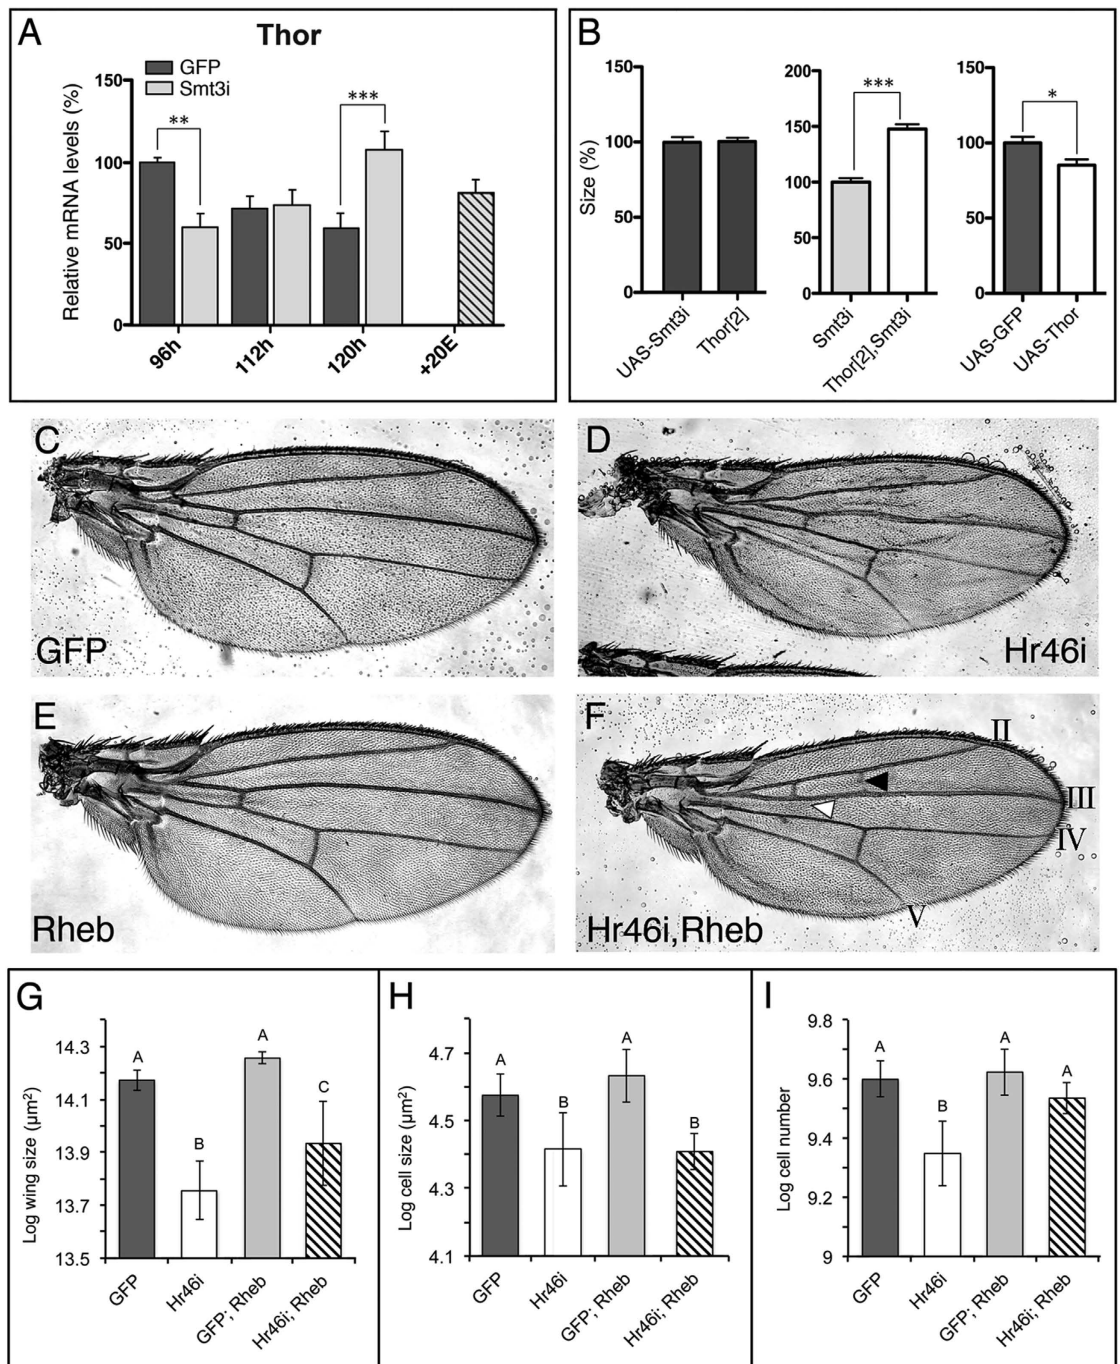 A
Thor
GFP
Smt3i
Relative mRNA levels (%)
150
100
50
0
**
***
96h
112h
120h
+20E
B
Size (%)
150
100
50
0
UAS-Smt3i
Thor[2]
200
150
100
50
0
***
Smt3i
Thor[2],Smt3i
150
100
50
0
*
UAS-GFP
UAS-Thor
C
GFP
D
Hr46i
E
Rheb
F
II
III
IV
V
Hr46i,Rheb
G
Log wing size (µm²)
14.3
14.1
13.9
13.7
13.5
A
B
A
C
GFP
Hr46i
GFP; Rheb
Hr46i; Rheb
H
Log cell size (µm²)
4.7
4.5
4.3
4.1
A
B
A
B
GFP
Hr46i
GFP; Rheb
Hr46i; Rheb
I
Log cell number
9.8
9.6
9.4
9.2
9
A
B
A
A
GFP
Hr46i
GFP; Rheb
Hr46i; Rheb